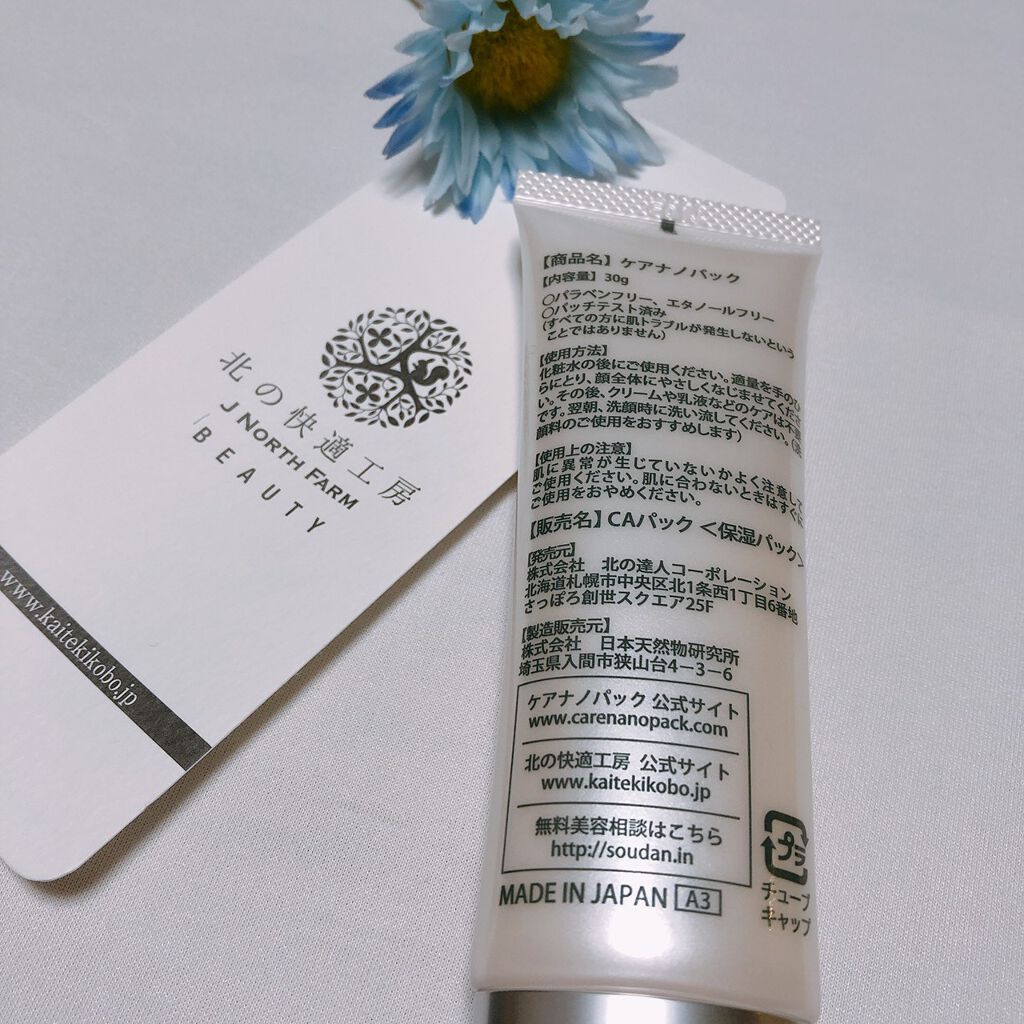 北の快適工房
J NORTH FARM
BEAUTY
www.kaitekikobo.jp
【商品名】ケアナノパック
【内容量】30g
○パラベンフリー、エタノールフリー
○パッチテスト済み
(すべての方に肌トラブルが発生しないという
ことではありません)
【使用方法】
化粧水の後にご使用ください。適量を手のひ
らにとり、顔全体にやさしくなじませてくださ
い。その後、クリームや乳液などのケアは不要
です。翌朝、洗顔時に洗い流してください。(洗
顔料のご使用をおすすめします)
【使用上の注意】
肌に異常が生じていないかよく注意して
ご使用ください。肌に合わないときはすぐに
ご使用をおやめください。
【販売名】CAパック<保湿パック>
【発売元】
株式会社 北の達人コーポレーション
北海道札幌市中央区北1条西1丁目6番地
さっぽろ創世スクエア25F
【製造販売元】
株式会社 日本天然物研究所
埼玉県入間市狭山台4-3-6
ケアナノパック 公式サイト
www.carenanopack.com
北の快適工房 公式サイト
www.kaitekikobo.jp
無料美容相談はこちら
http://soudan.in
MADE IN JAPAN A3
プラ
チューブ
キャップ